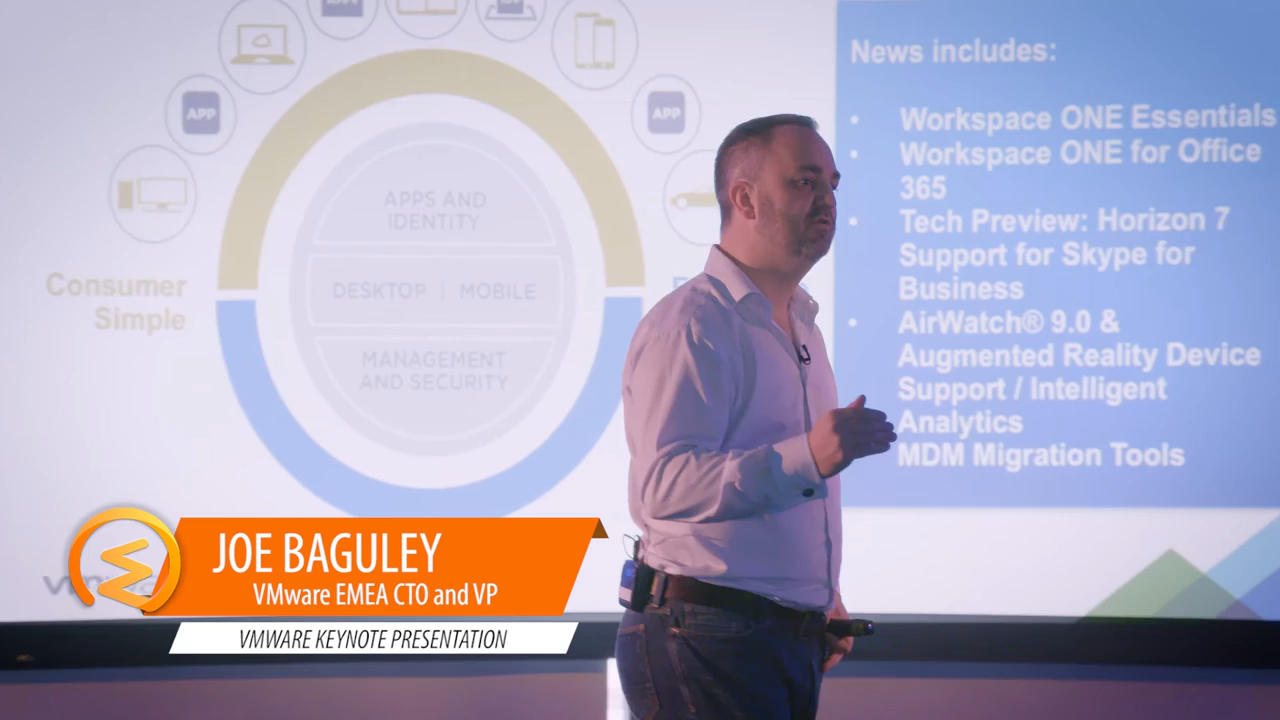 APP
APP
APPS AND
IDENTITY
DESKTOP | MOBILE
MANAGEMENT
AND SECURITY
Consumer
Simple
News includes:
• Workspace ONE Essentials
• Workspace ONE for Office
365
• Tech Preview: Horizon 7
Support for Skype for
Business
• AirWatch® 9.0 &
Augmented Reality Device
Support / Intelligent
Analytics
MDM Migration Tools
JOE BAGULEY
VMware EMEA CTO and VP
VMWARE KEYNOTE PRESENTATION